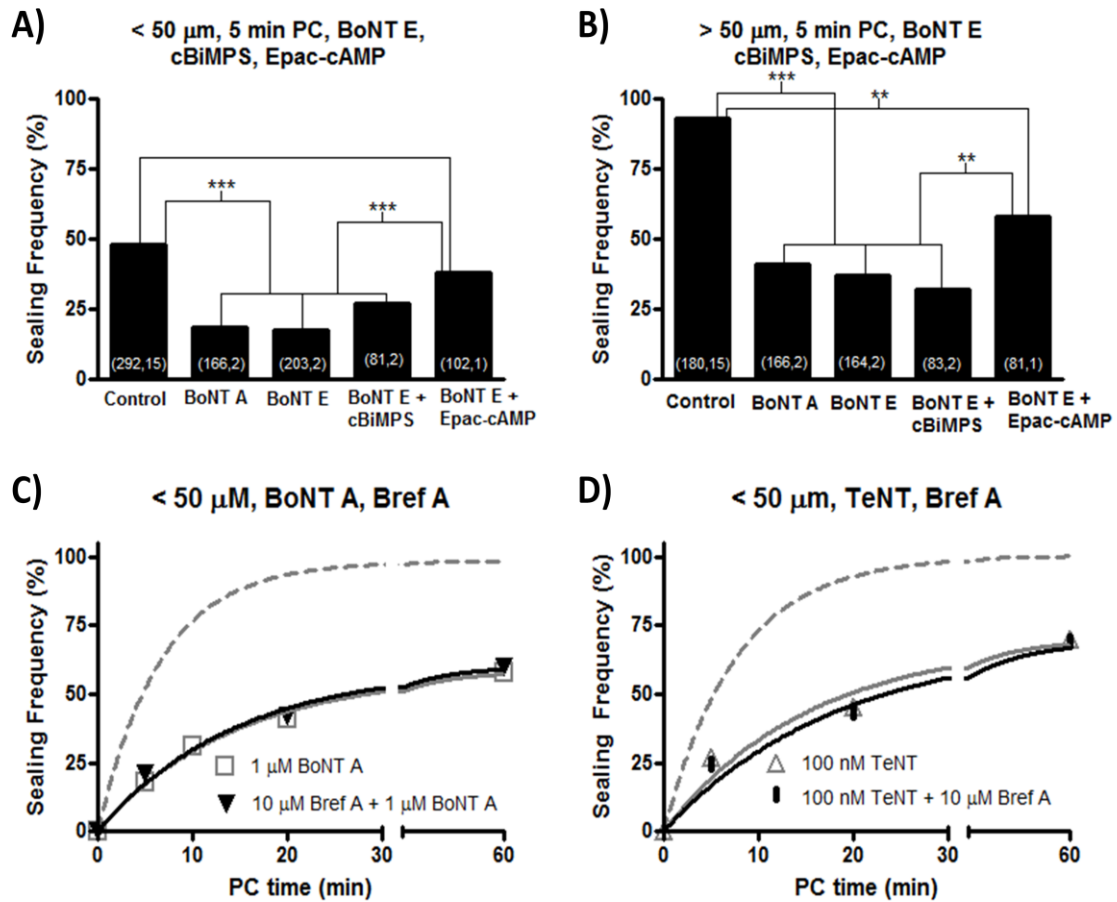 A)
< 50 μm, 5 min PC, BoNT E,
cBiMPS, Epac-cAMP
Sealing Frequency (%)
100
75
50
25
0
***
***
(292,15)
(166,2)
(203,2)
(81,2)
(102,1)
Control
BoNT A
BoNT E
BoNT E +
cBiMPS
BoNT E +
Epac-cAMP
B)
> 50 μm, 5 min PC, BoNT E
cBiMPS, Epac-cAMP
Sealing Frequency (%)
100
75
50
25
0
***
**
**
(180,15)
(166,2)
(164,2)
(83,2)
(81,1)
Control
BoNT A
BoNT E
BoNT E +
cBiMPS
BoNT E +
Epac-cAMP
C)
< 50 μM, BoNT A, Bref A
Sealing Frequency (%)
100
75
50
25
0
1 μM BoNT A
10 μM Bref A + 1 μM BoNT A
0
10
20
30
60
PC time (min)
D)
< 50 μm, TeNT, Bref A
Sealing Frequency (%)
100
75
50
25
0
100 nM TeNT
100 nM TeNT + 10 μM Bref A
0
10
20
30
60
PC time (min)